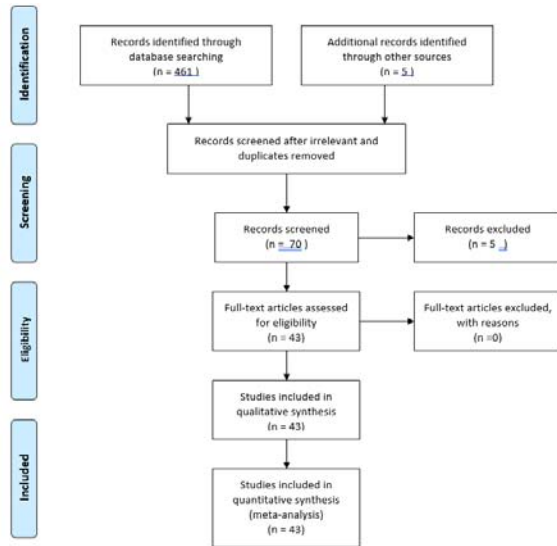 Identification
Records identified through
database searching
(n = 461 )
Additional records identified
through other sources
(n = 5 )
Records screened after irrelevant and
duplicates removed
Screening
Records screened
(n = 70 )
Records excluded
(n = 5 )
Eligibility
Full-text articles assessed
for eligibility
(n = 43)
Full-text articles excluded,
with reasons
(n =0)
Studies included in
qualitative synthesis
(n = 43)
Included
Studies included in
quantitative synthesis
(meta-analysis)
(n = 43)